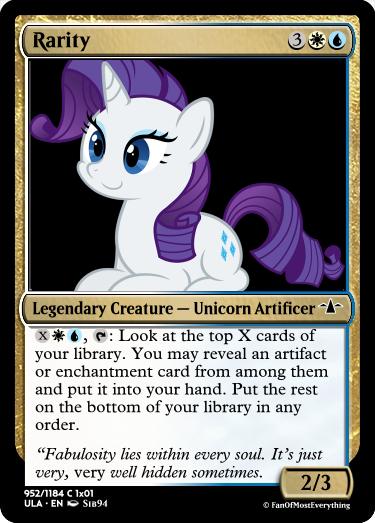 Rarity 3
Legendary Creature — Unicorn Artificer
X, : Look at the top X cards of
your library. You may reveal an artifact
or enchantment card from among them
and put it into your hand. Put the rest
on the bottom of your library in any
order.
“Fabulosity lies within every soul. It's just
very, very well hidden sometimes.
2/3
952/1184 C 1x01
ULA • EN SIB94
© FanOfMostEverything